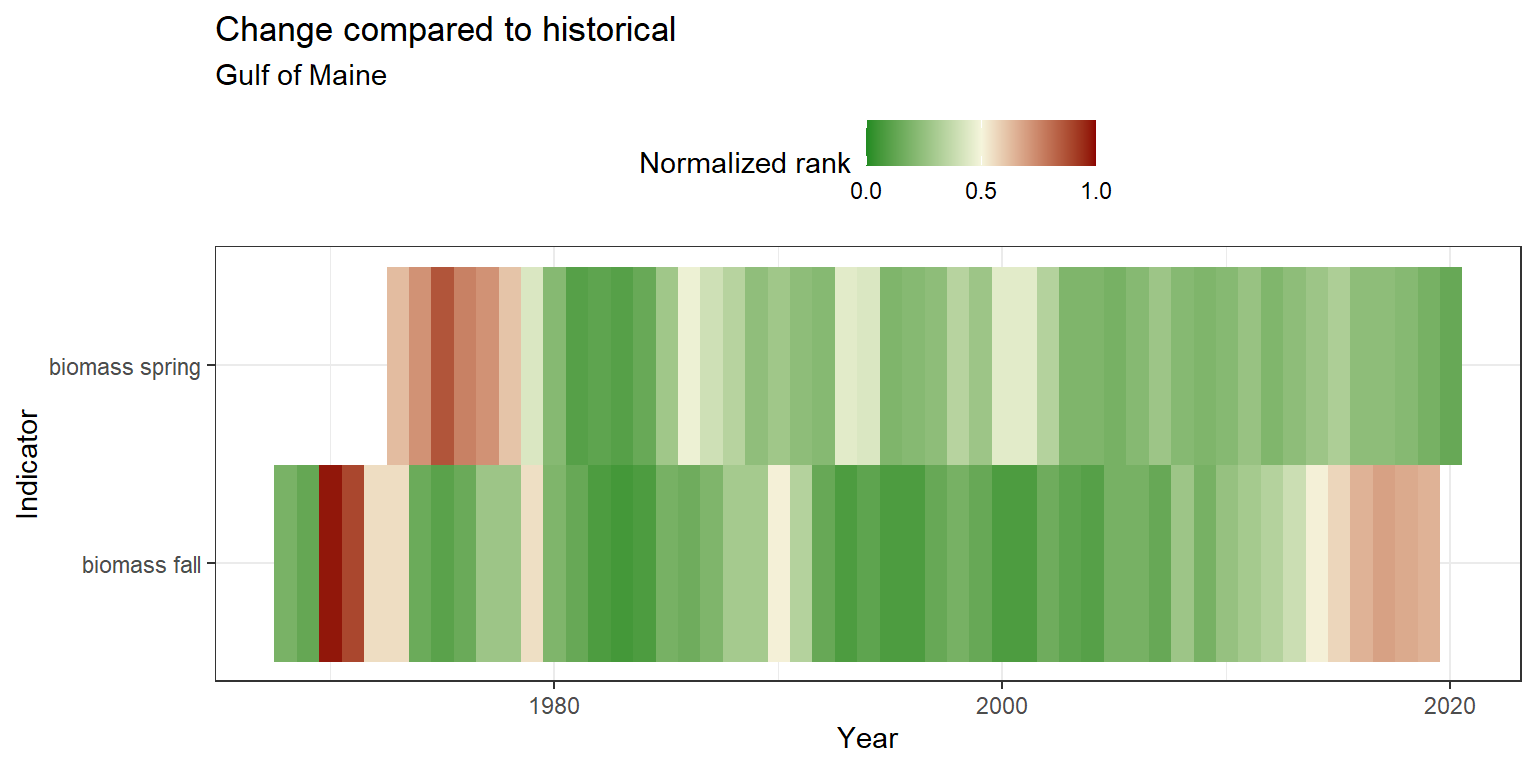 Change compared to historical
Gulf of Maine
Normalized rank
0.0 0.5 1.0
Indicator
biomass spring
biomass fall
1980 2000 2020
Year